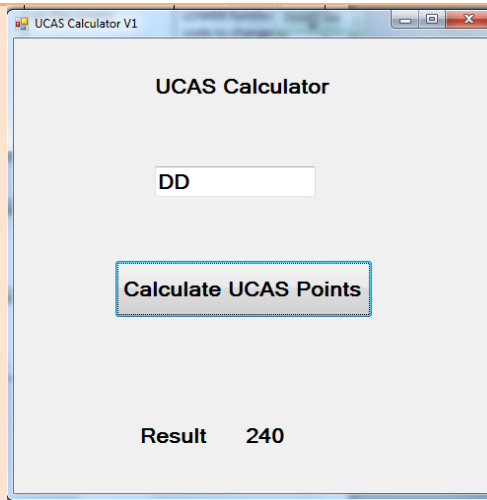 UCAS Calculator V1
UCAS Calculator
DD
Calculate UCAS Points
Result 240